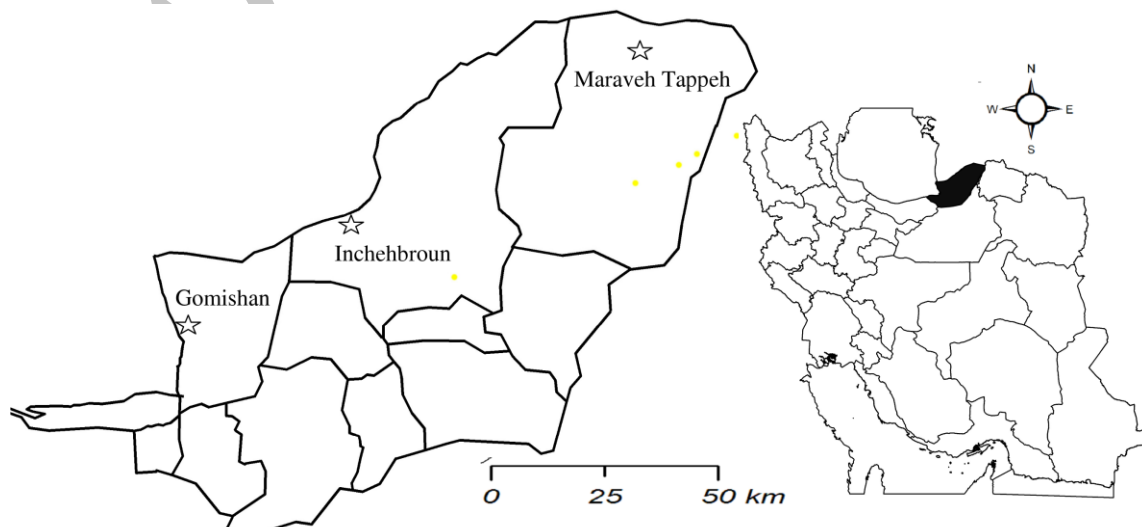 Maraveh Tappeh
N
W E
S
Inchehbroun
Gomishan
0 25 50 km